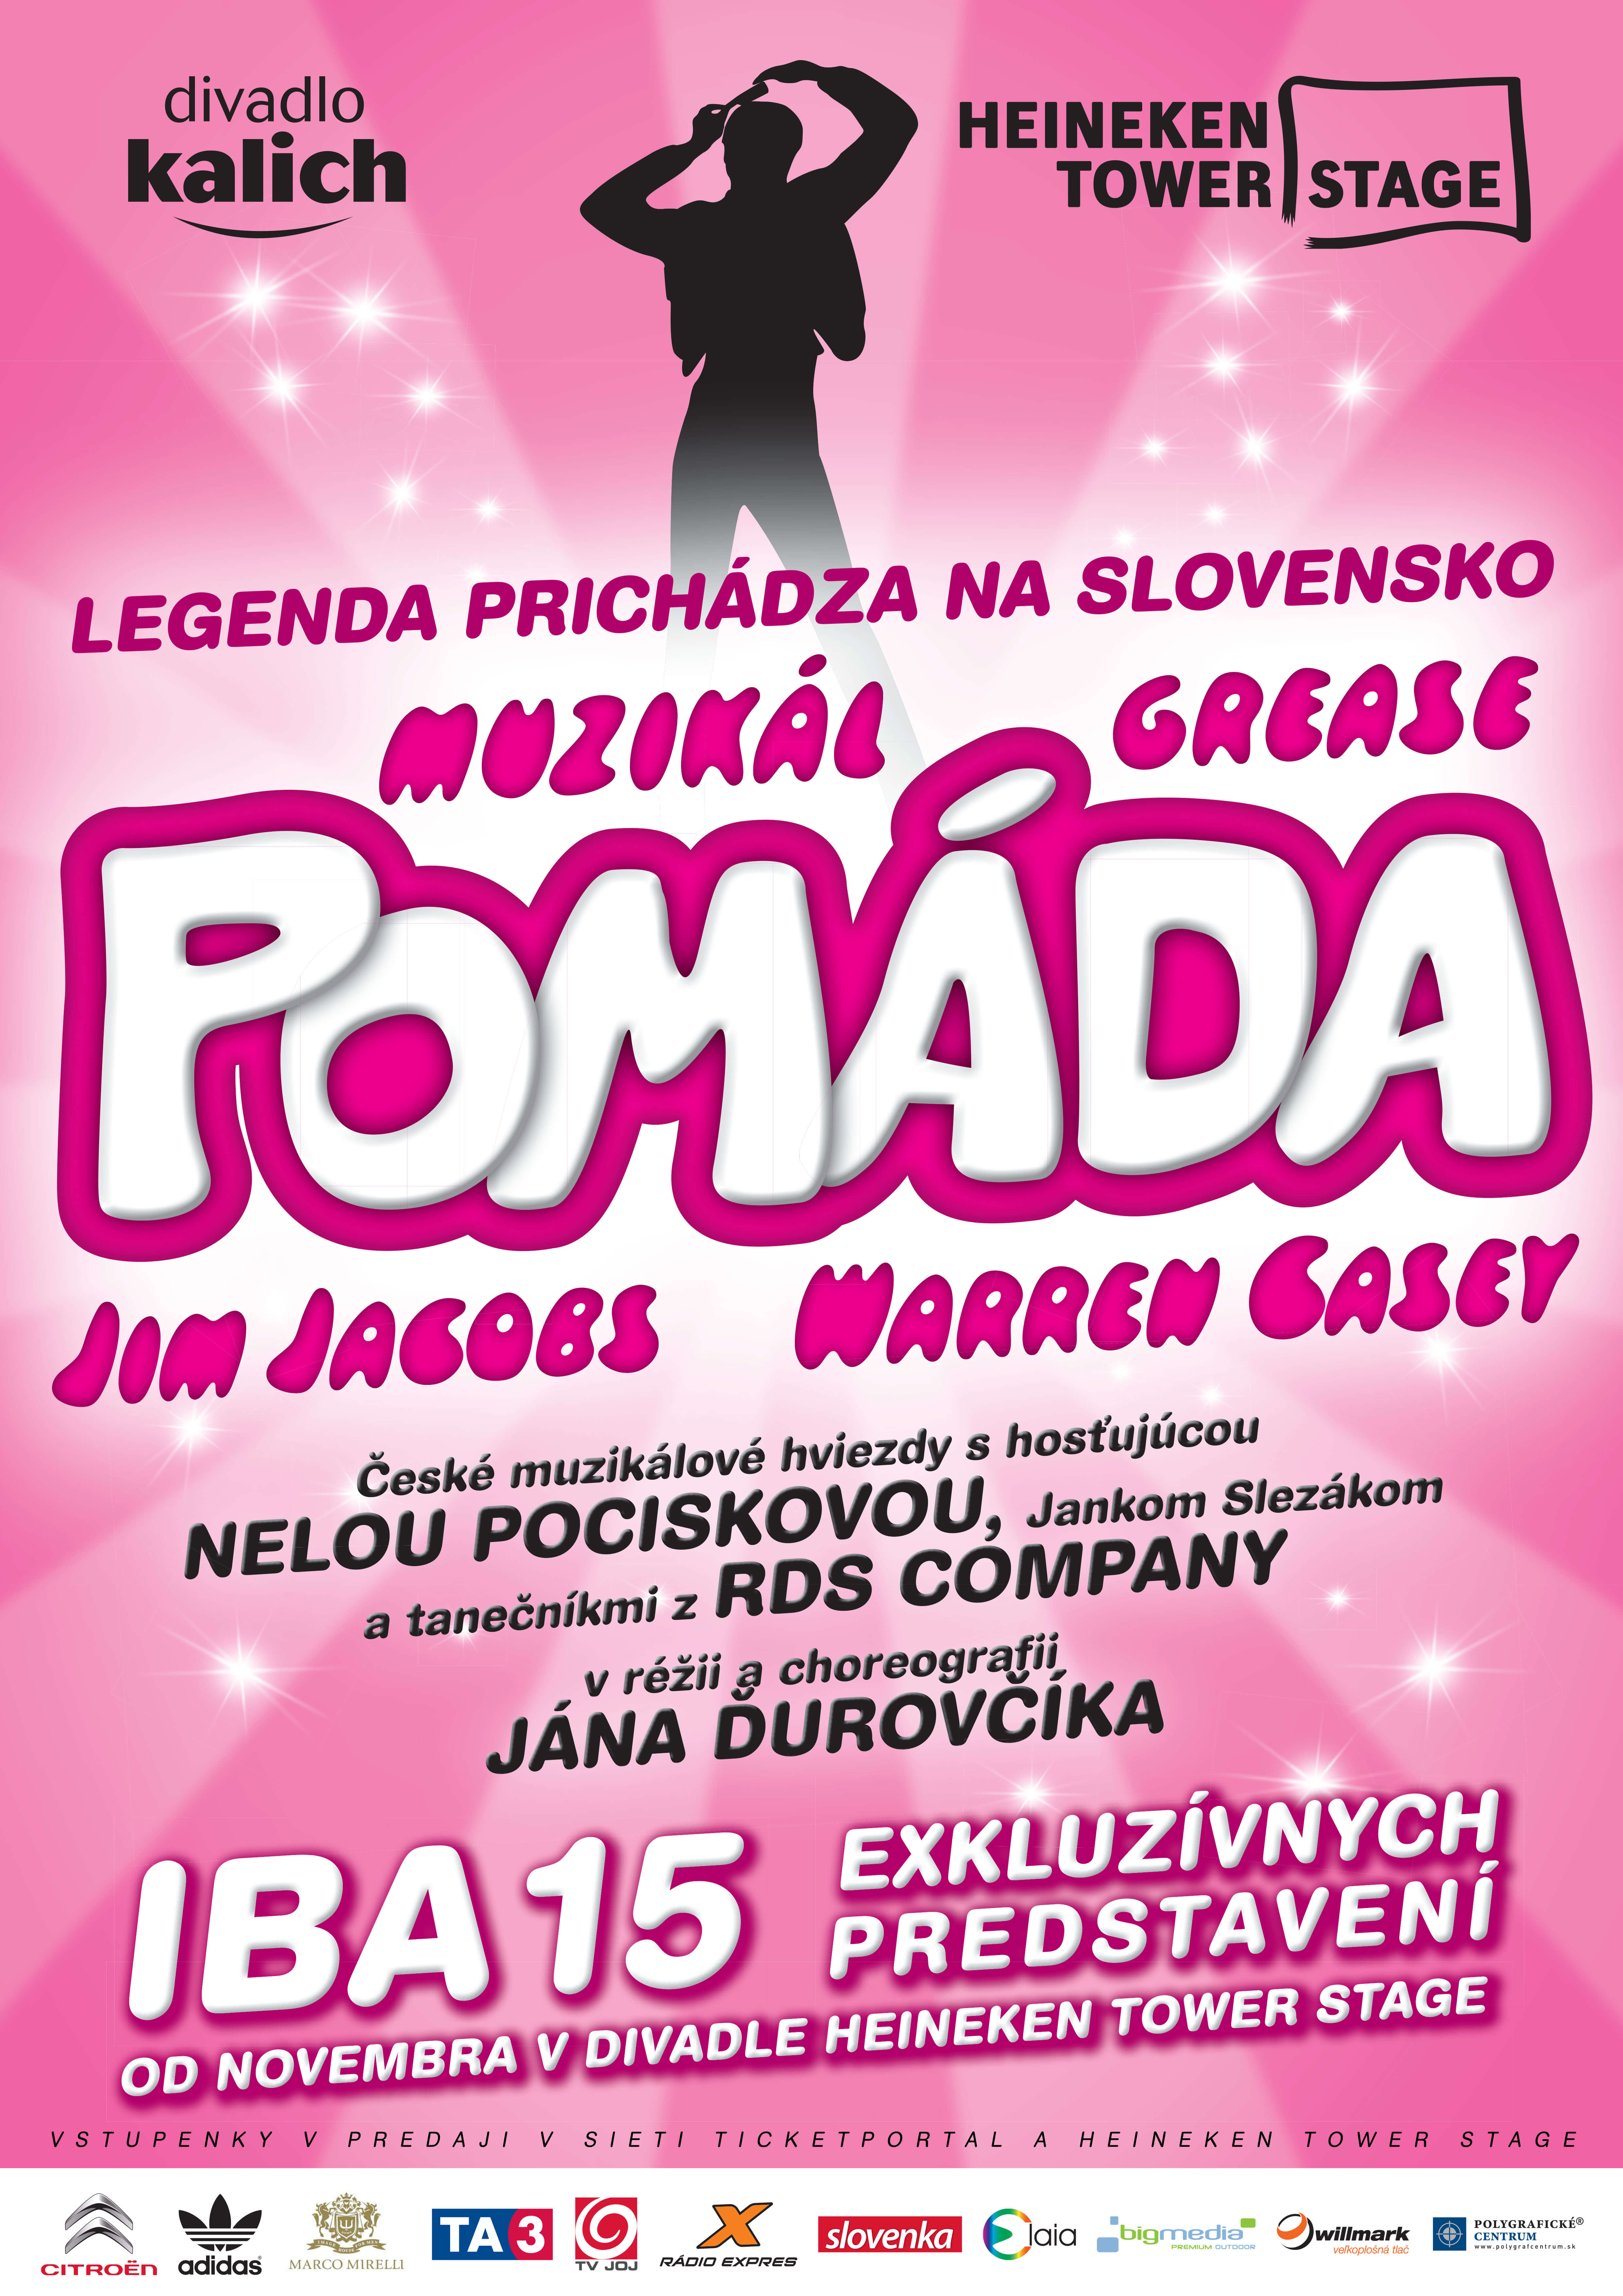 divadlo
kalich
HEINEKEN
TOWER STAGE
LEGENDA PRICHÁDZA NA SLOVENSKO
MUZIKÁL GREASE
POMÁDA
JIM JACOBS WARREN CASEY
České muzikálové hviezdy s hosťujúcou
NELOU POCISKOVOU, Jankom Slezákom
a tanečníkmi z RDS COMPANY
v réžii a choreografii
JÁNA ĎUROVČÍKA
IBA 15 EXKLUZÍVNYCH
PREDSTAVENÍ
OD NOVEMBRA V DIVADLE HEINEKEN TOWER STAGE
VSTUPENKY V PREDAJI V SIETI TICKETPORTAL A HEINEKEN TOWER STAGE
CITROËN
adidas
MARCO MIRELLI
TA3
TV JOJ
RÁDIO EXPRES
slovenka
elaia
bigmedia
PREMIUM OUTDOOR
willmark
veľkoplošná tlač
POLYGRAFICKÉ®
CENTRUM
www.polygrafcentrum.sk